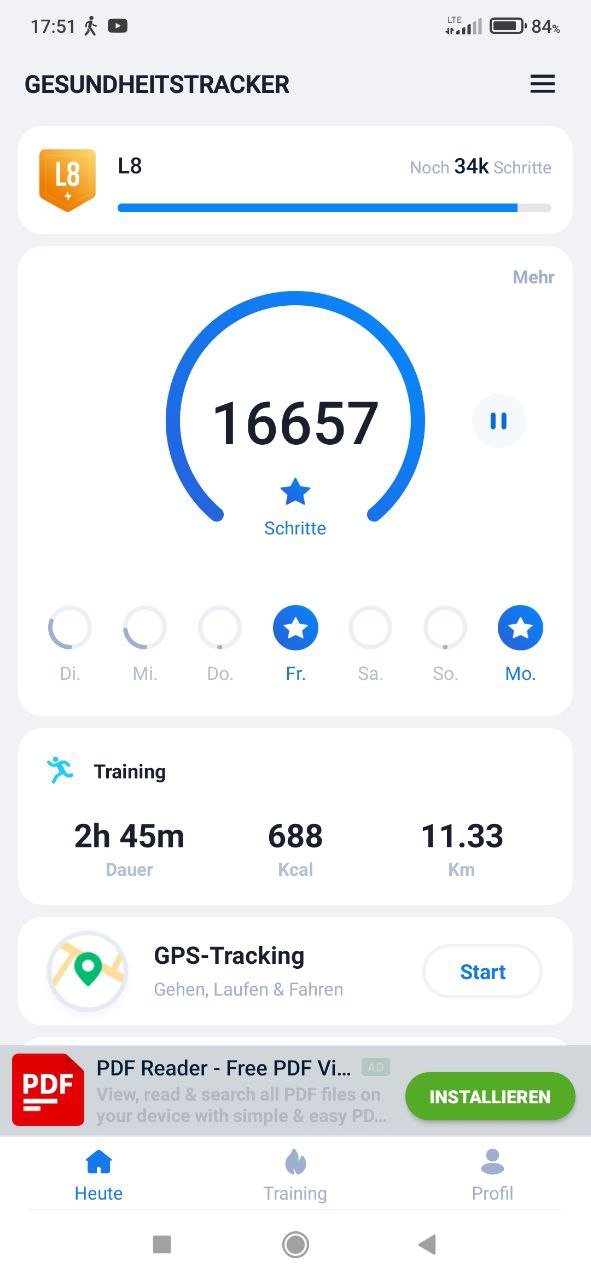 17:51 LTE 84%
GESUNDHEITSTRACKER
L8 L8 Noch 34k Schritte
Mehr
16657
Schritte
Di. Mi. Do. Fr. Sa. So. Mo.
Training
2h 45m 688 11.33
Dauer Kcal Km
GPS-Tracking
Gehen, Laufen & Fahren
Start
PDF PDF Reader - Free PDF Vi... AD
View, read & search all PDF files on
your device with simple & easy PD...
INSTALLIEREN
Heute Training Profil